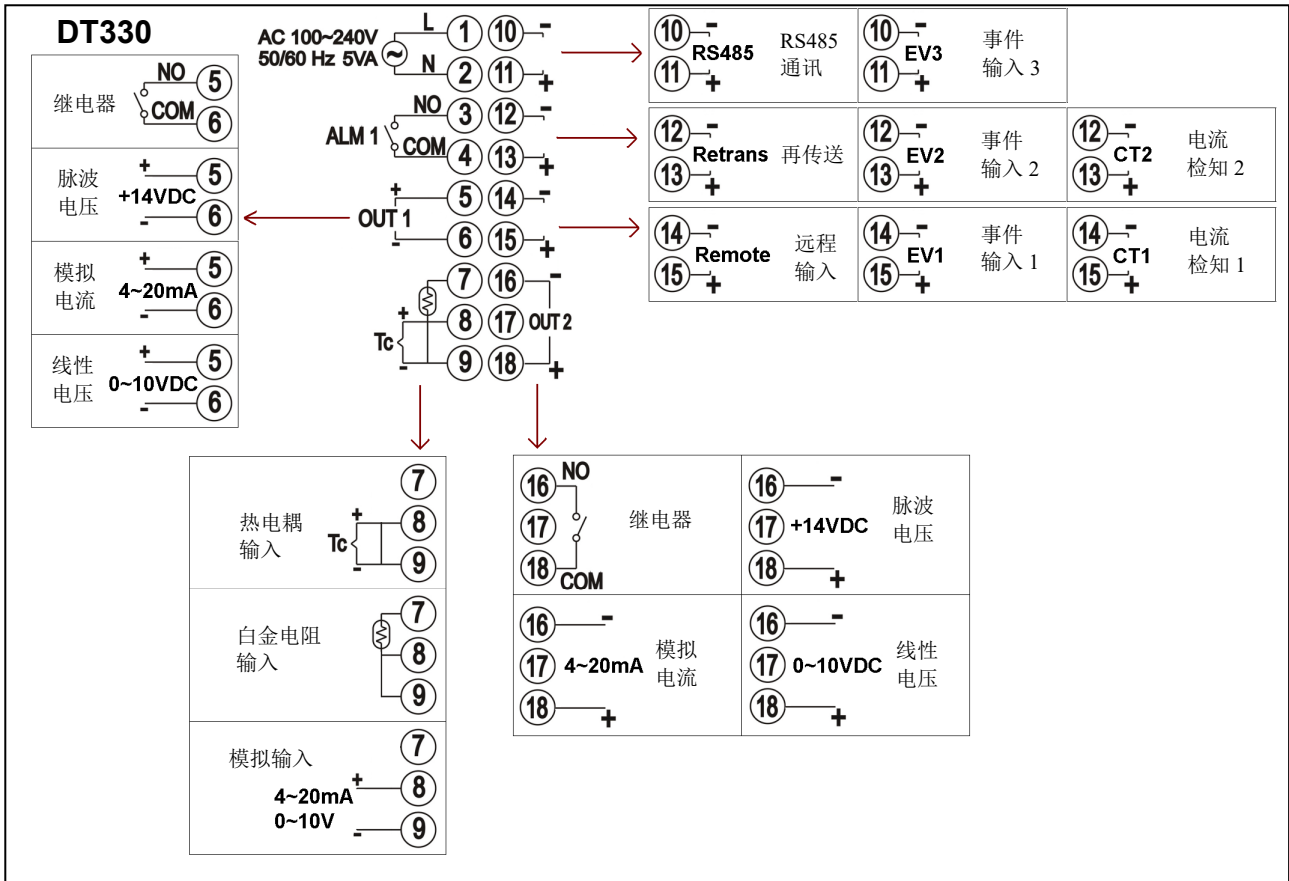 DT330
AC 100~240V
50/60 Hz 5VA
L
N
1
2
10 -
11 +
ALM 1
NO
COM
3
4
12 -
13 +
OUT 1
+
-
5
6
14 -
15 +
Tc
+
-
7
8
9
16 -
17 OUT 2
18 +
继电器
NO
COM
5
6
脉波
电压
+
+14VDC
-
5
6
模拟
电流
+
4~20mA
-
5
6
线性
电压
+
0~10VDC
-
5
6
10 -
RS485
11 +
RS485
通讯
10 -
EV3
11 +
事件
输入 3
12 -
Retrans
13 +
再传送
12 -
EV2
13 +
事件
输入 2
12 -
CT2
13 +
电流
检知 2
14 -
Remote
15 +
远程
输入
14 -
EV1
15 +
事件
输入 1
14 -
CT1
15 +
电流
检知 1
热电耦
输入
Tc
+
-
7
8
9
白金电阻
输入
7
8
9
模拟输入
4~20mA
0~10V
+
-
7
8
9
16 NO
17
18 COM
继电器
16 -
17 +14VDC
18 +
脉波
电压
16 -
17 4~20mA
18 +
模拟
电流
16 -
17 0~10VDC
18 +
线性
电压